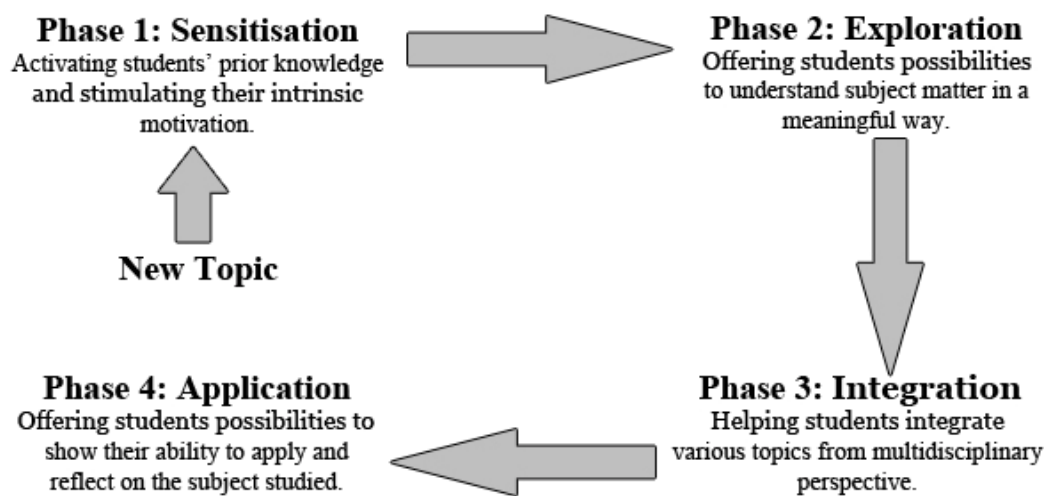 Phase 1: Sensitisation
Activating students' prior knowledge
and stimulating their intrinsic
motivation.
Phase 2: Exploration
Offering students possibilities
to understand subject matter in a
meaningful way.
New Topic
Phase 4: Application
Offering students possibilities to
show their ability to apply and
reflect on the subject studied.
Phase 3: Integration
Helping students integrate
various topics from multidisciplinary
perspective.